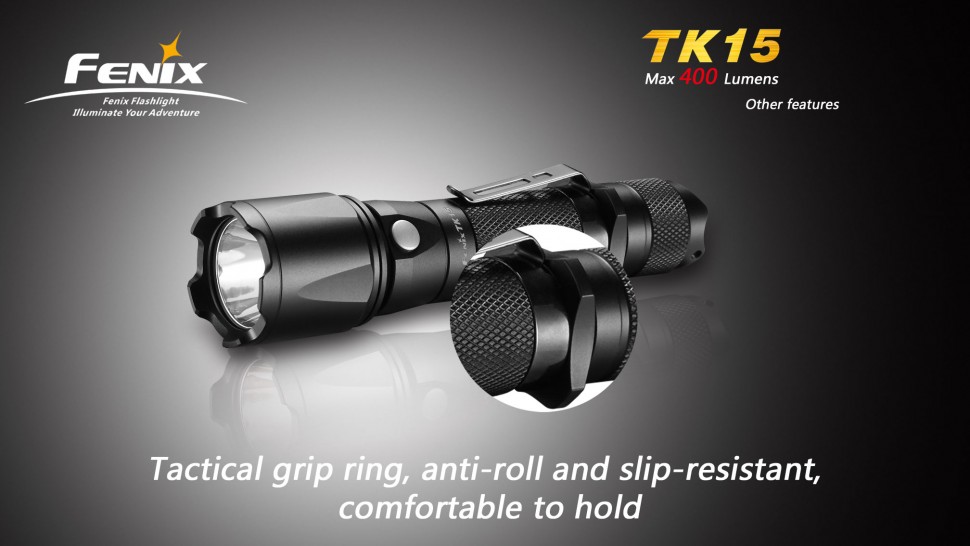 FENIX
Fenix Flashlight
Illuminate Your Adventure
TK15
Max 400 Lumens
Other features
TK
Tactical grip ring, anti-roll and slip-resistant,
comfortable to hold